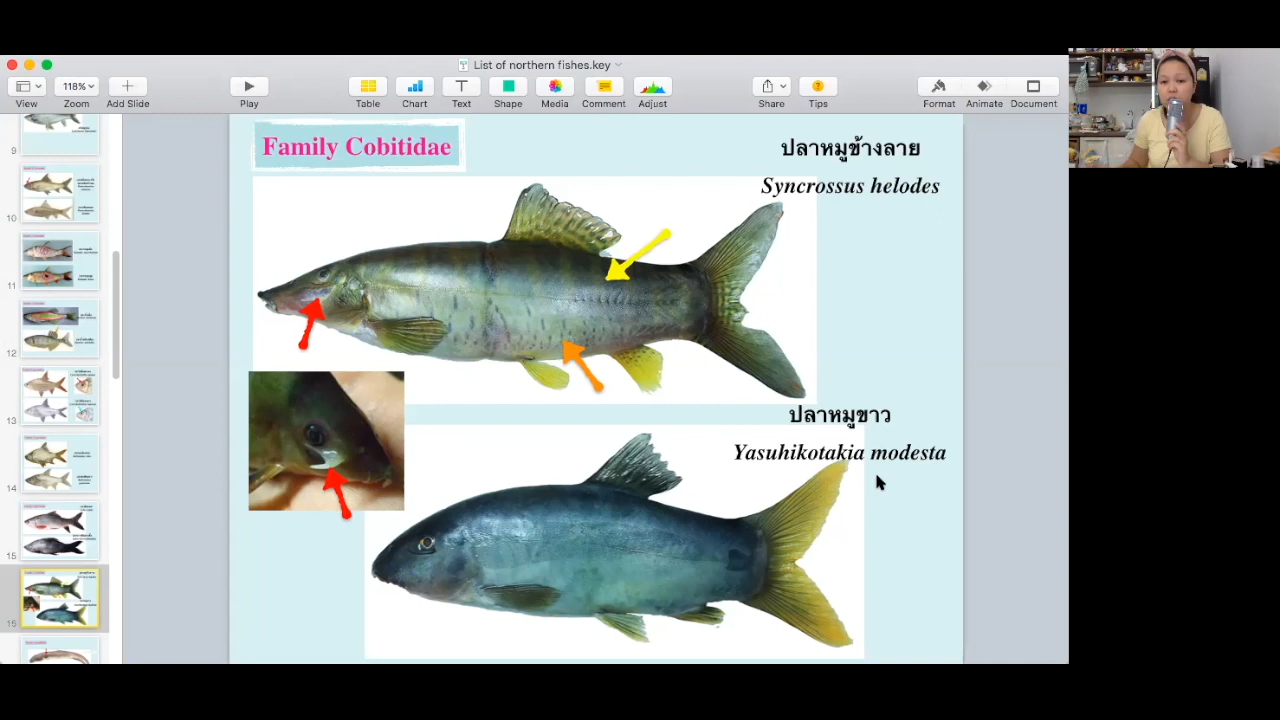 List of northern fishes.key
118%
View
Zoom
Add Slide
Play
Table
Chart
Text
Shape
Media
Comment
Adjust
Share
Tips
Format
Animate
Document
9
10
11
12
13
14
15
16
Family Cobitidae
ปลาหมูข้างลาย
Syncrossus helodes
ปลาหมูขาว
Yasuhikotakia modesta